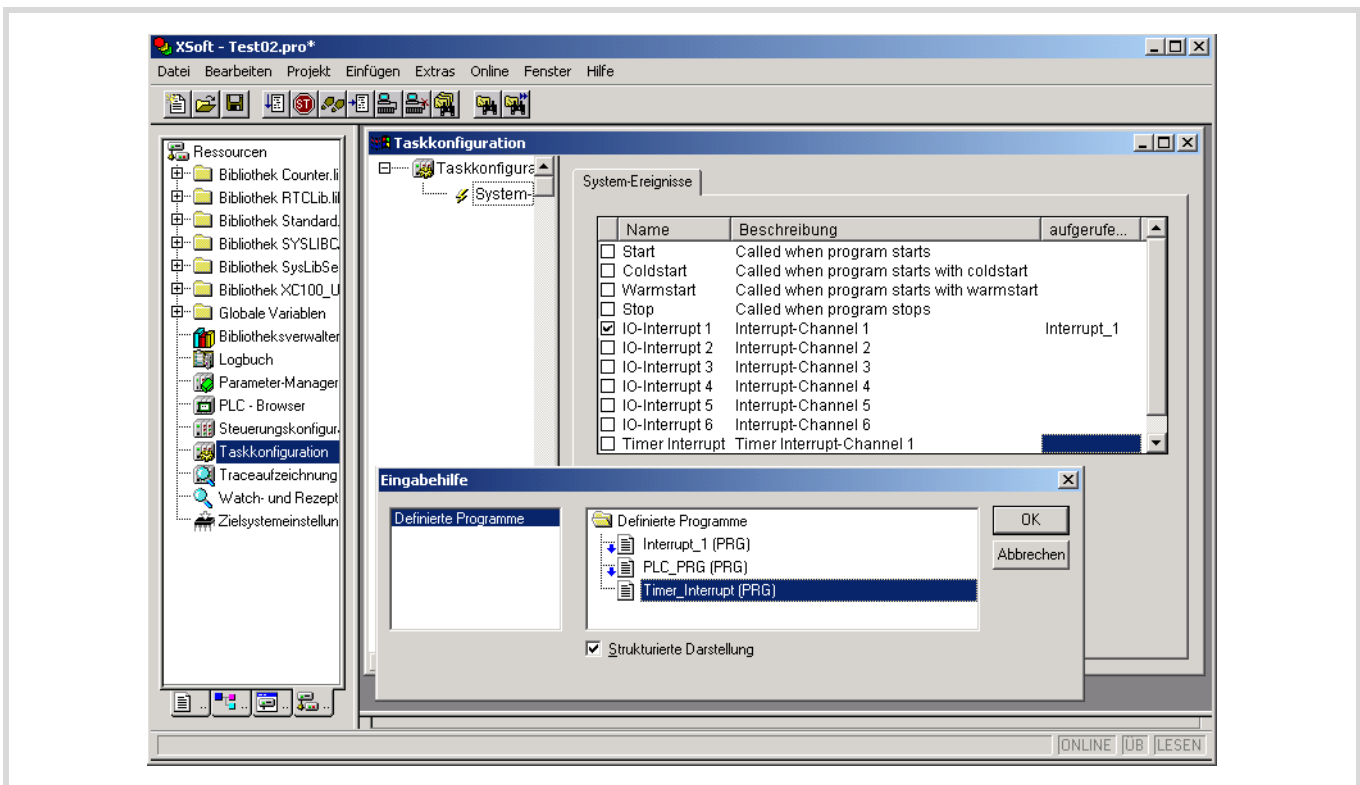 XSoft - Test02.pro*
Datei Bearbeiten Projekt Einfügen Extras Online Fenster Hilfe
Ressourcen
Bibliothek Counter.li
Bibliothek RTCLib.li
Bibliothek Standard.
Bibliothek SYSLIBC
Bibliothek SysLibSe
Bibliothek XC100_U
Globale Variablen
Bibliotheksverwalter
Logbuch
Parameter-Manager
PLC - Browser
Steuerungskonfigur
Taskkonfiguration
Traceaufzeichnung
Watch- und Rezept
Zielsystemeinstellun
Taskkonfiguration
Taskkonfigura
System-
System-Ereignisse
Name Beschreibung aufgerufe...
Start Called when program starts
Coldstart Called when program starts with coldstart
Warmstart Called when program starts with warmstart
Stop Called when program stops
IO-Interrupt 1 Interrupt-Channel 1 Interrupt_1
IO-Interrupt 2 Interrupt-Channel 2
IO-Interrupt 3 Interrupt-Channel 3
IO-Interrupt 4 Interrupt-Channel 4
IO-Interrupt 5 Interrupt-Channel 5
IO-Interrupt 6 Interrupt-Channel 6
Timer Interrupt Timer Interrupt-Channel 1
Eingabehilfe
Definierte Programme
Definierte Programme
Interrupt_1 (PRG)
PLC_PRG (PRG)
Timer_Interrupt (PRG)
OK
Abbrechen
Strukturierte Darstellung
ONLINE ÜB LESEN